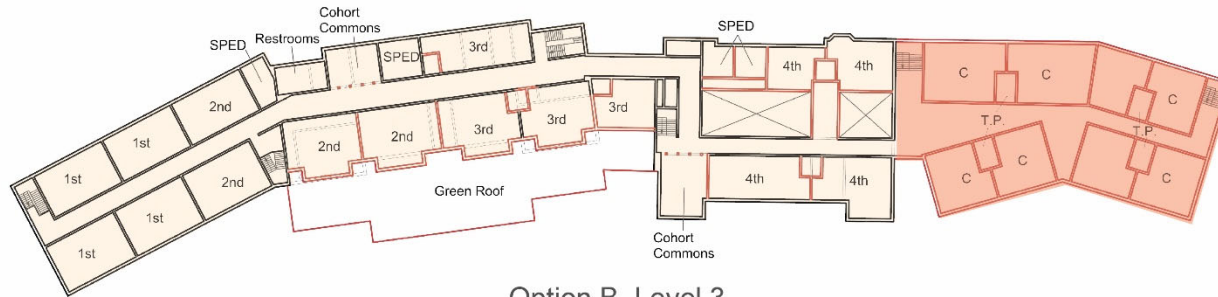 Cohort
Commons
SPED
Restrooms
SPED
SPED
3rd
4th
4th
C
C
C
2nd
1st
1st
3rd
3rd
3rd
2nd
2nd
T.P.
T.P.
2nd
1st
1st
C
C
C
4th
4th
Green Roof
Cohort
Commons
Option B, Level 3